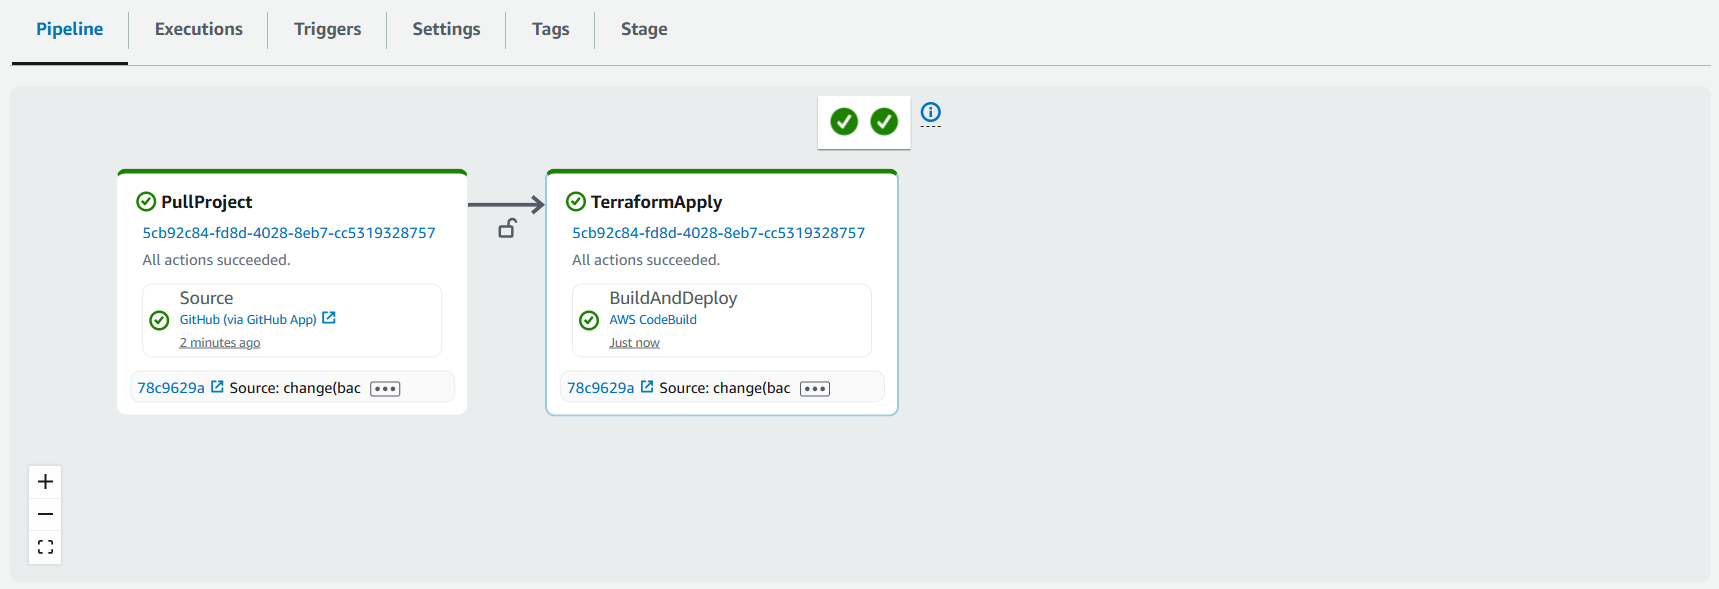 Pipeline
Executions
Triggers
Settings
Tags
Stage
PullProject
5cb92c84-fd8d-4028-8eb7-cc5319328757
All actions succeeded.
Source
GitHub (via GitHub App)
2 minutes ago
78c9629a Source: change(bac
TerraformApply
5cb92c84-fd8d-4028-8eb7-cc5319328757
All actions succeeded.
BuildAndDeploy
AWS CodeBuild
Just now
78c9629a Source: change(bac